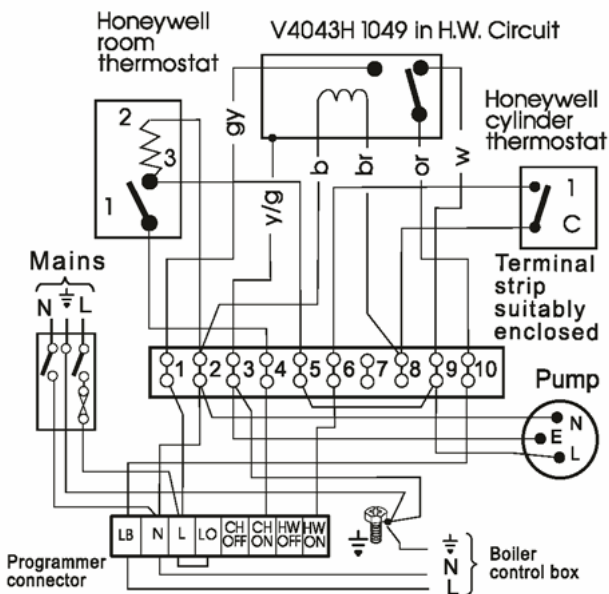 Honeywell
room
thermostat
V4043H 1049 in H.W. Circuit
Honeywell
cylinder
thermostat
2
3
1
gy
b
br
or
w
y/g
1
C
Mains
N L
Terminal
strip
suitably
enclosed
1 2 3 4 5 6 7 8 9 10
Pump
N
E
L
LB N L LO CH OFF CH ON HW OFF HW ON
Programmer
connector
N
L
Boiler
control box